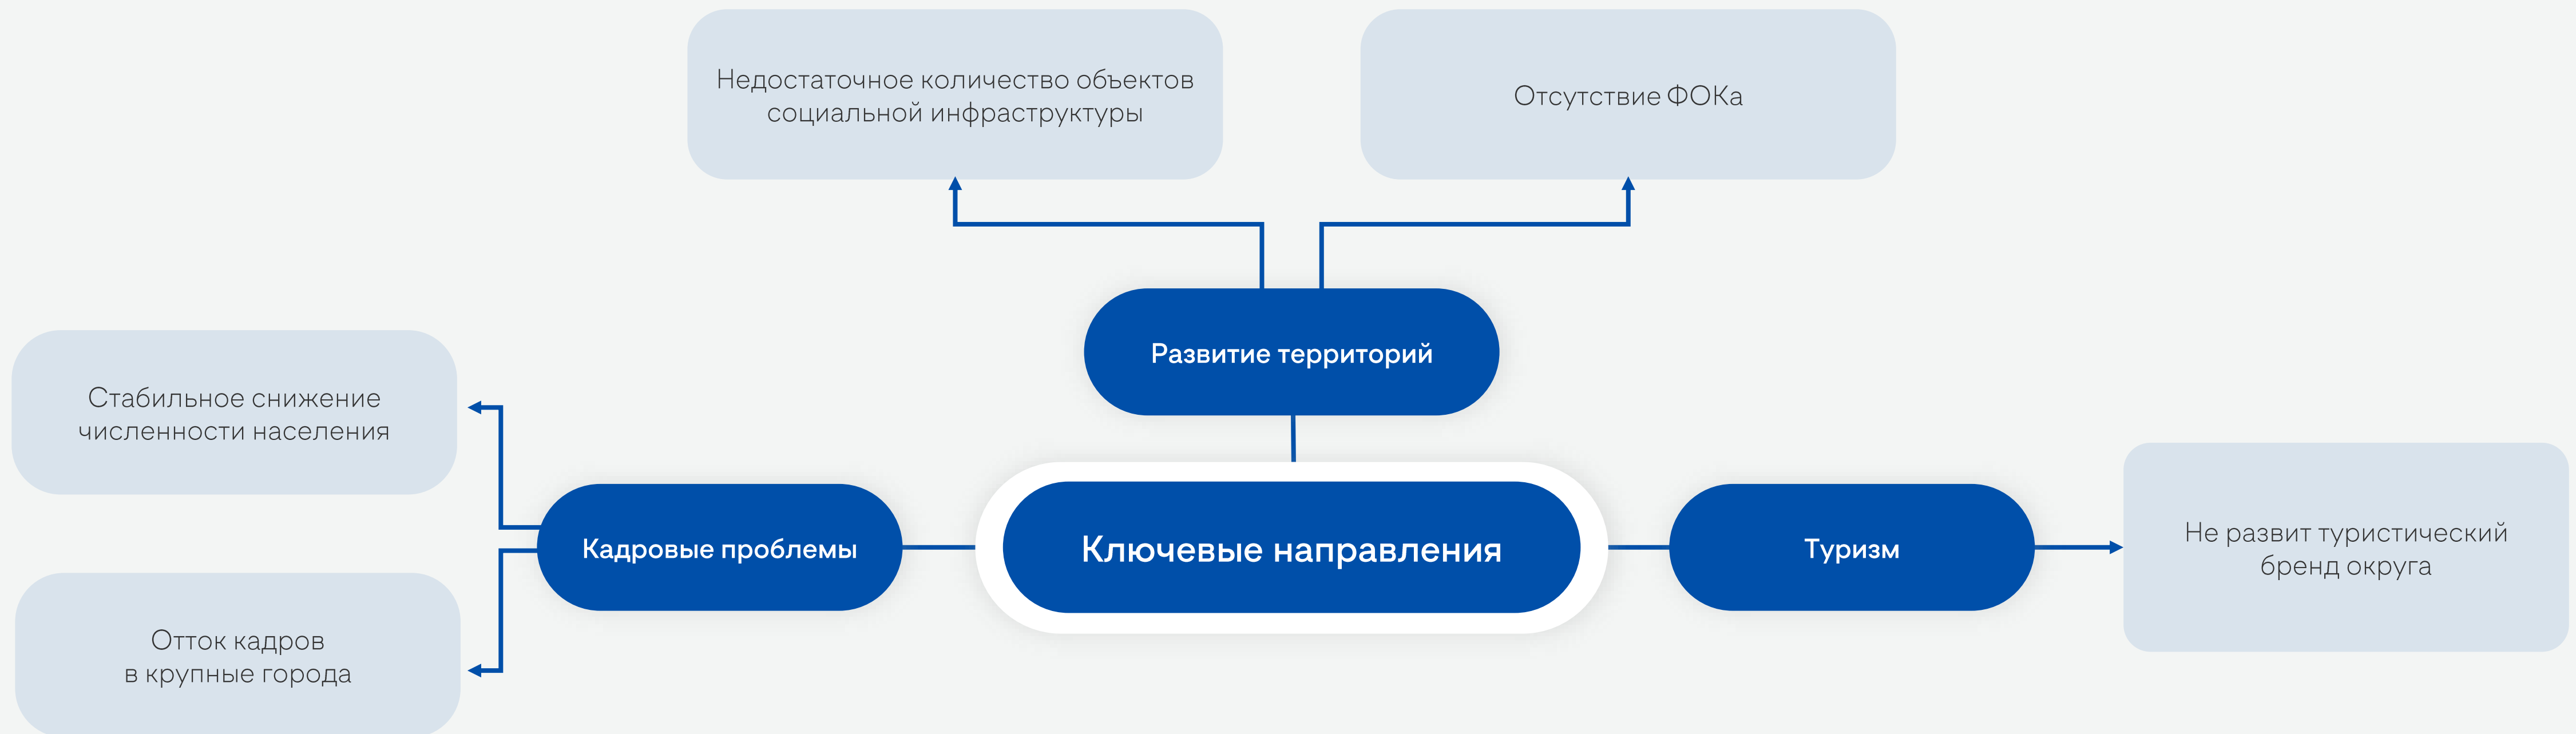 Недостаточное количество объектов
социальной инфраструктуры
Отсутствие ФОКа
Развитие территорий
Стабильное снижение
численности населения
Кадровые проблемы
Ключевые направления
Туризм
Не развит туристический
бренд округа
Отток кадров
в крупные города